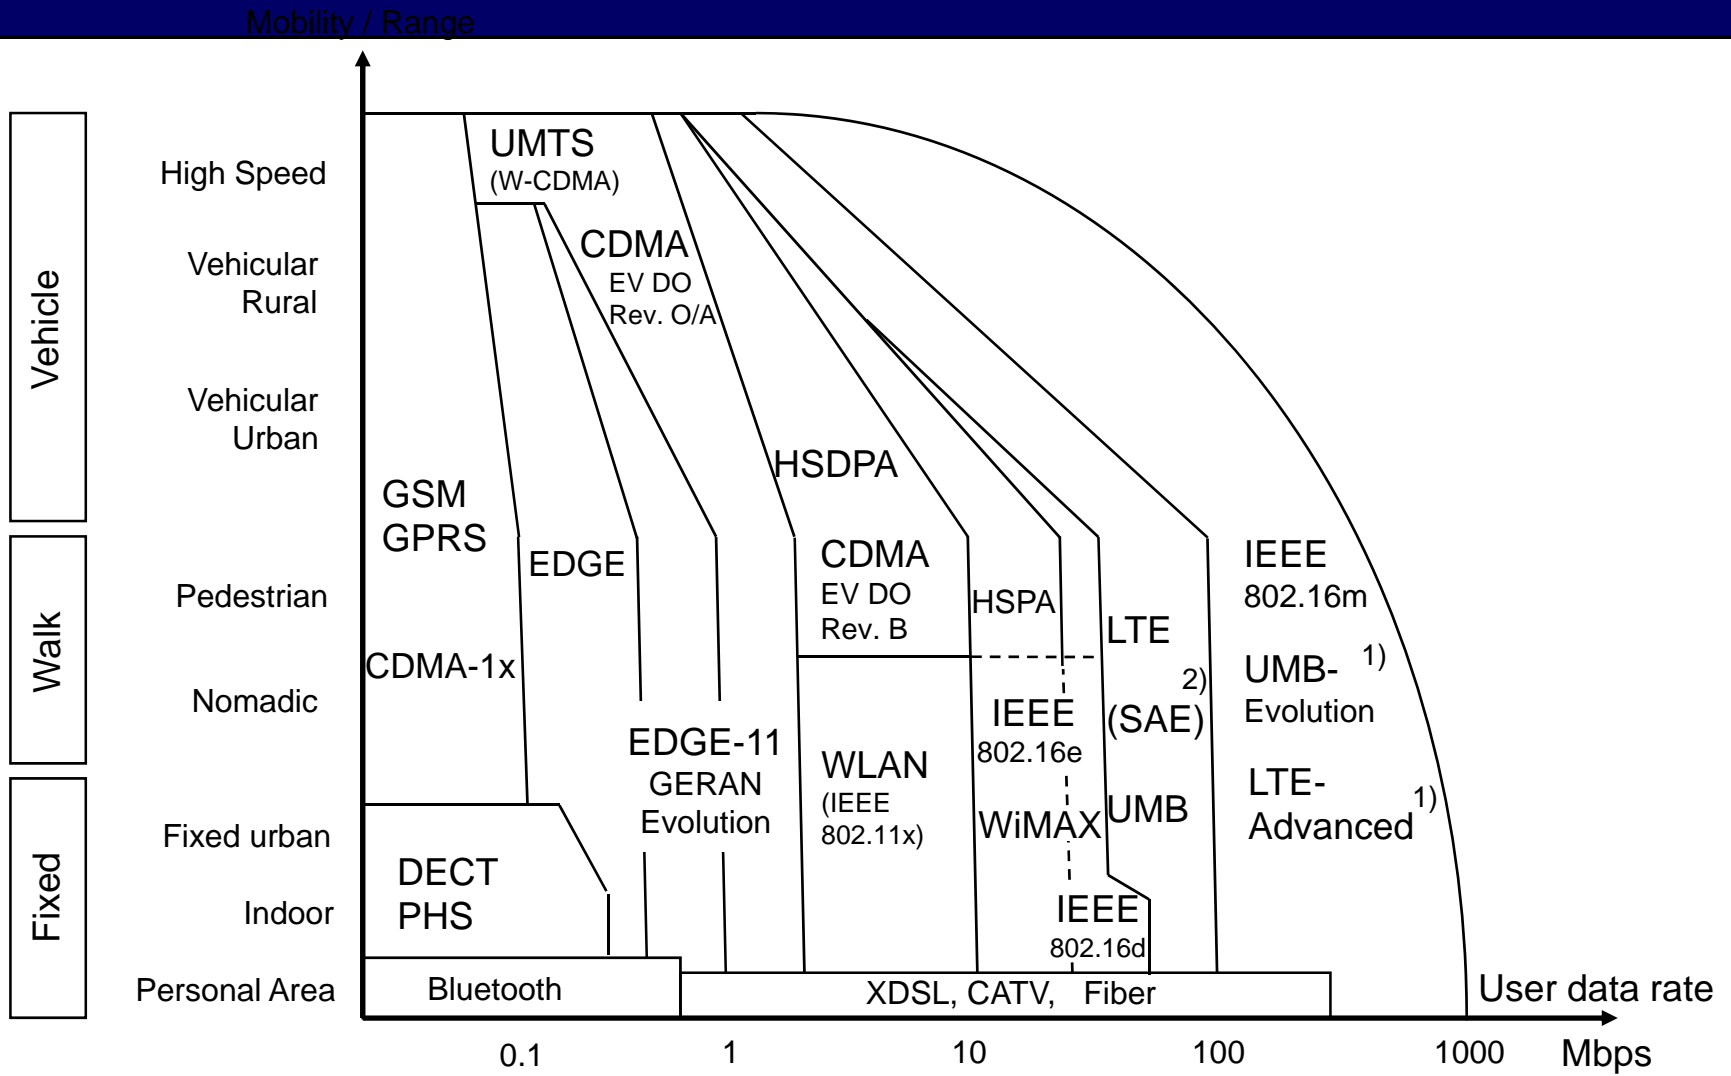 Mobility / Range
Vehicle
High Speed
Vehicular
Rural
Vehicular
Urban
Walk
Pedestrian
Nomadic
Fixed
Fixed urban
Indoor
Personal Area
UMTS
(W-CDMA)
CDMA
EV DO
Rev. O/A
HSDPA
GSM
GPRS
EDGE
CDMA-1x
CDMA
EV DO
Rev. B
HSPA
LTE
2)
(SAE)
UMB
IEEE
802.16m
UMB- 1)
Evolution
LTE-
Advanced 1)
EDGE-11
GERAN
Evolution
WLAN
(IEEE
802.11x)
IEEE
802.16e
WiMAX
IEEE
802.16d
DECT
PHS
Bluetooth
XDSL, CATV, Fiber
User data rate
0.1 1 10 100 1000 Mbps